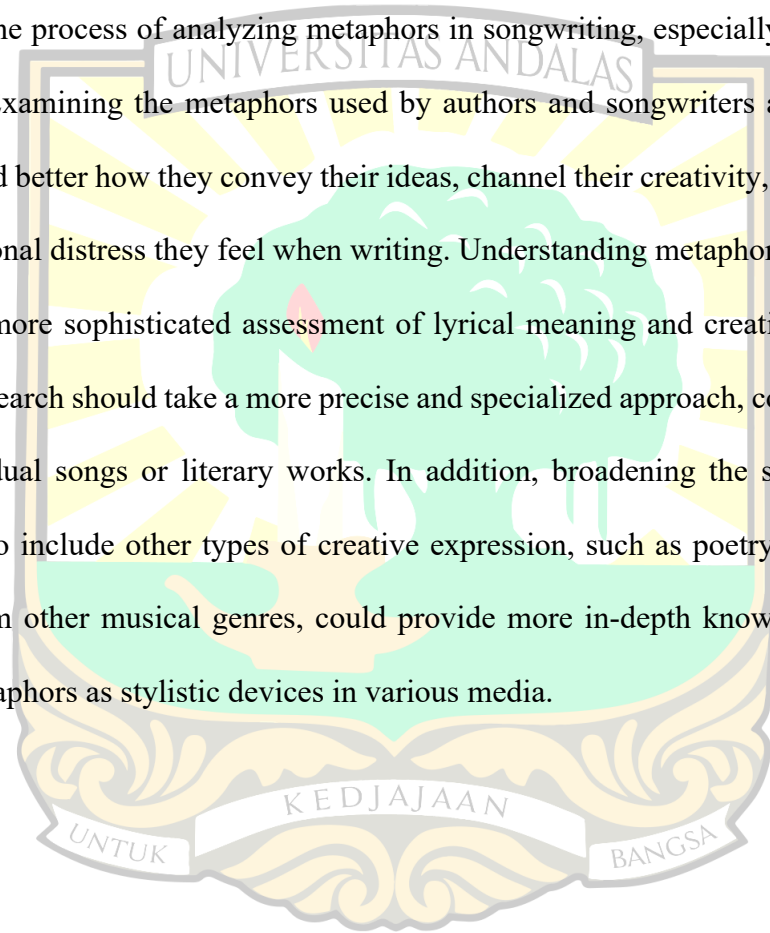 he process of analyzing metaphors in songwriting, especially
UNIVERSITAS ANDALAS
xamining the metaphors used by authors and songwriters a
d better how they convey their ideas, channel their creativity,
onal distress they feel when writing. Understanding metaphor
more sophisticated assessment of lyrical meaning and creati
earch should take a more precise and specialized approach, co
dual songs or literary works. In addition, broadening the s
o include other types of creative expression, such as poetry
m other musical genres, could provide more in-depth know
aphors as stylistic devices in various media.
KEDJAJAAN
UNTUK
BANGSA